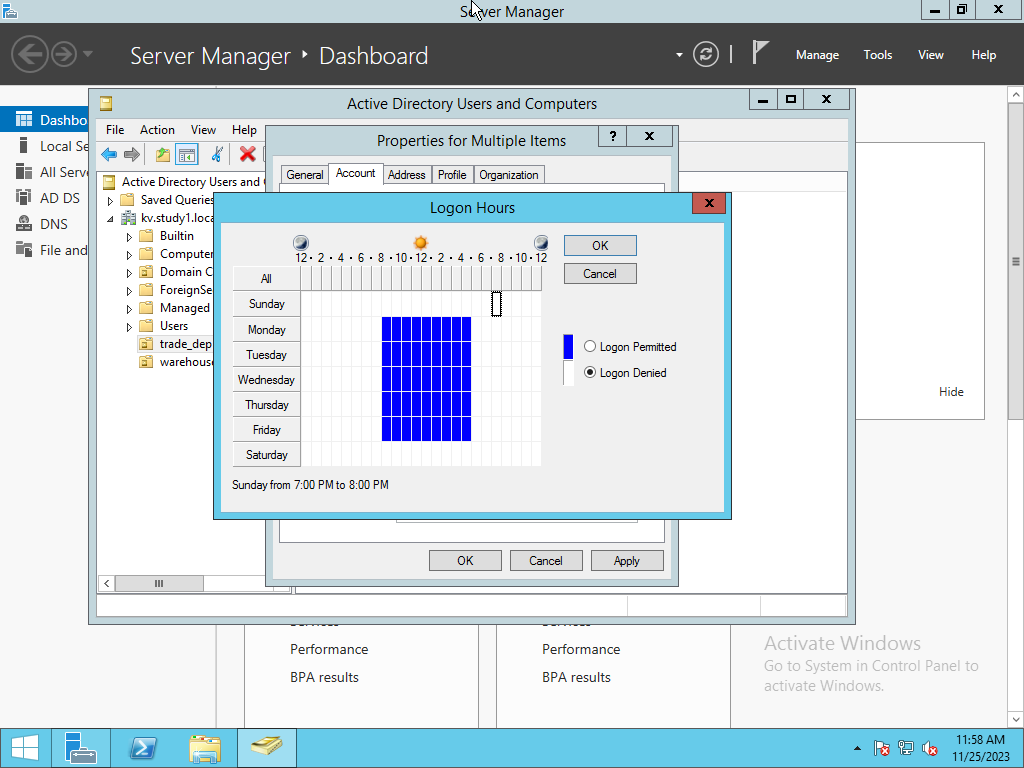 Server Manager
Server Manager ‣ Dashboard
Manage Tools View Help
Dashbo
Local Se
All Serve
AD DS
DNS
File and
Active Directory Users and Computers
File Action View Help
Active Directory Users and
Saved Queries
kv.study1.loca
Builtin
Computer
Domain C
ForeignSe
Managed
Users
trade_dep
warehous
Properties for Multiple Items
?
General Account Address Profile Organization
Logon Hours
12 · 2 · 4 · 6 · 8 · 10 · 12 · 2 · 4 · 6 · 8 · 10 · 12
All
Sunday
Monday
Tuesday
Wednesday
Thursday
Friday
Saturday
OK
Cancel
Logon Permitted
Logon Denied
Sunday from 7:00 PM to 8:00 PM
OK Cancel Apply
Hide
Performance
BPA results
Performance
BPA results
Activate Windows
Go to System in Control Panel to
activate Windows.
11:58 AM
11/25/2023